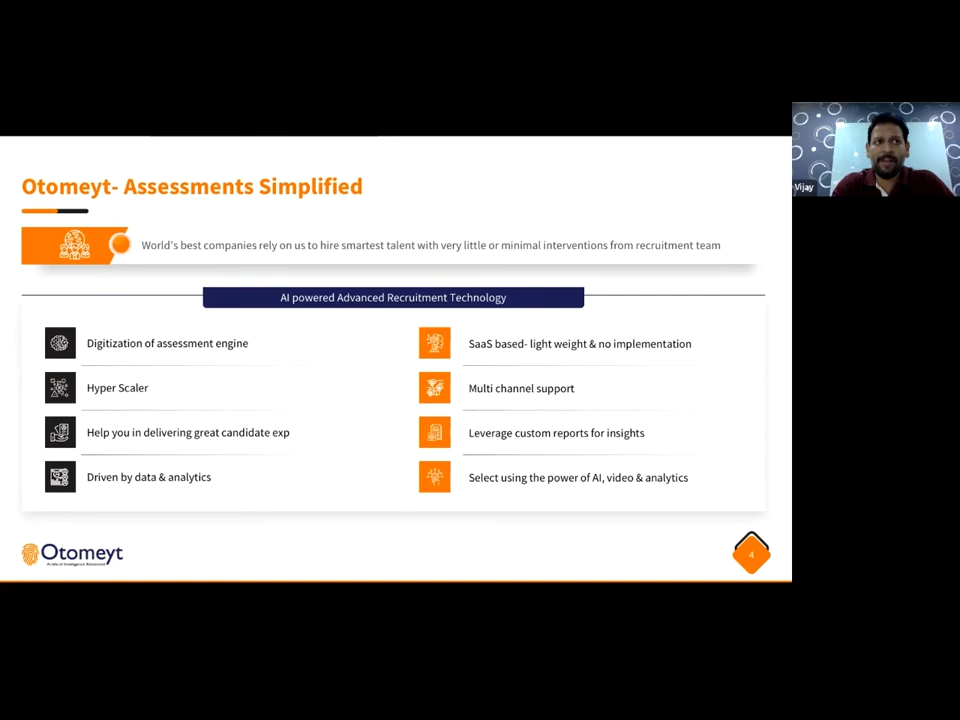 Otomeyt- Assessments Simplified
Vijay
World's best companies rely on us to hire smartest talent with very little or minimal interventions from recruitment team
AI powered Advanced Recruitment Technology
Digitization of assessment engine
Hyper Scaler
Help you in delivering great candidate exp
Driven by data & analytics
SaaS based- light weight & no implementation
Multi channel support
Leverage custom reports for insights
Select using the power of AI, video & analytics
Otomeyt
Artificial Intelligence Reinvented
4